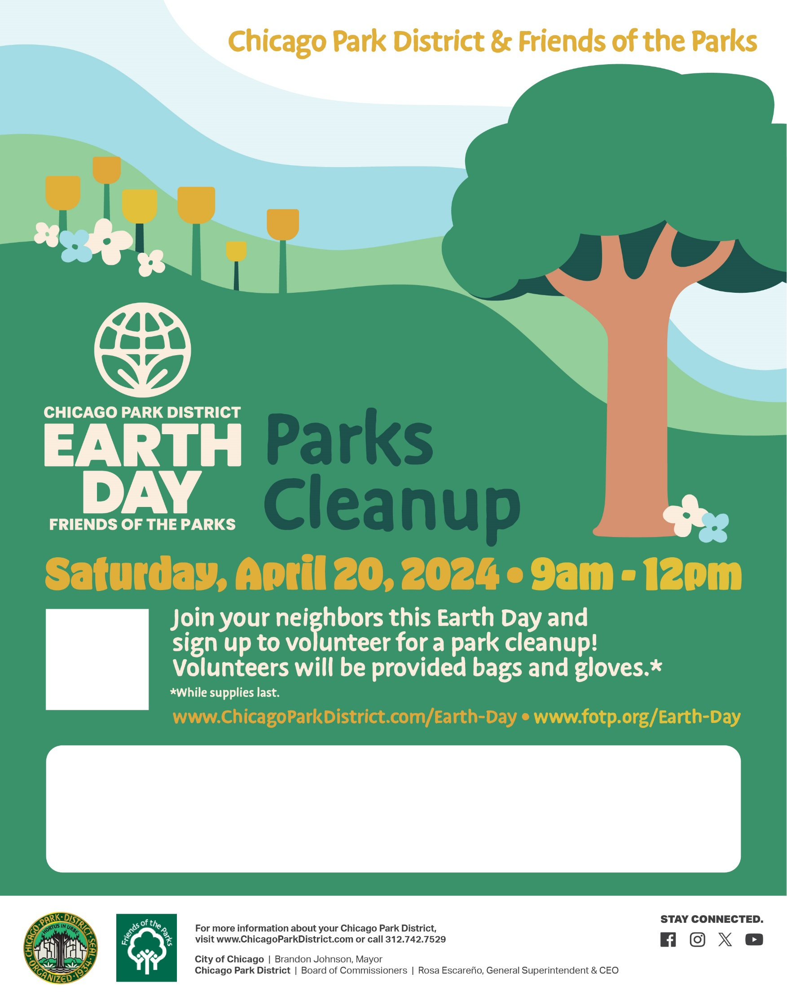 Chicago Park District & Friends of the Parks
CHICAGO PARK DISTRICT
EARTH
DAY
FRIENDS OF THE PARKS
Parks
Cleanup
Saturday, April 20, 2024 • 9am - 12pm
Join your neighbors this Earth Day and
sign up to volunteer for a park cleanup!
Volunteers will be provided bags and gloves.*
*While supplies last.
www.ChicagoParkDistrict.com/Earth-Day • www.fotp.org/Earth-Day
CHICAGO·PARK·DISTRICT·SEAL·ORGANIZED·1934·
HORTUS IN URBE
Friends of the Parks
For more information about your Chicago Park District,
visit www.ChicagoParkDistrict.com or call 312.742.7529
City of Chicago | Brandon Johnson, Mayor
Chicago Park District | Board of Commissioners | Rosa Escareño, General Superintendent & CEO
STAY CONNECTED.